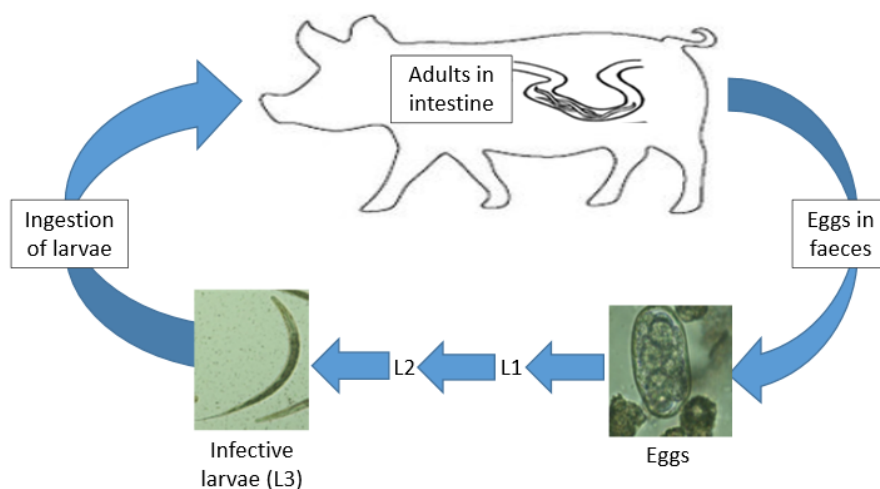 Adults in
intestine
Eggs in
faeces
Eggs
L1
L2
Infective
larvae (L3)
Ingestion
of larvae